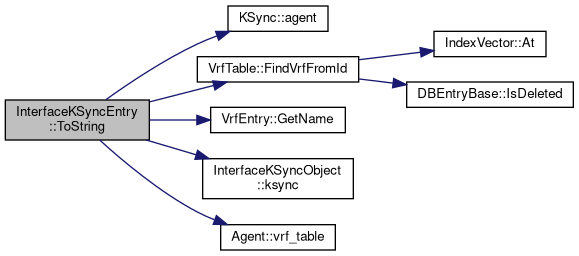 KSync::agent
IndexVector::At
VrfTable::FindVrfFromId
DBEntryBase::IsDeleted
InterfaceKSyncEntry
::ToString
VrfEntry::GetName
InterfaceKSyncObject
::ksync
Agent::vrf_table